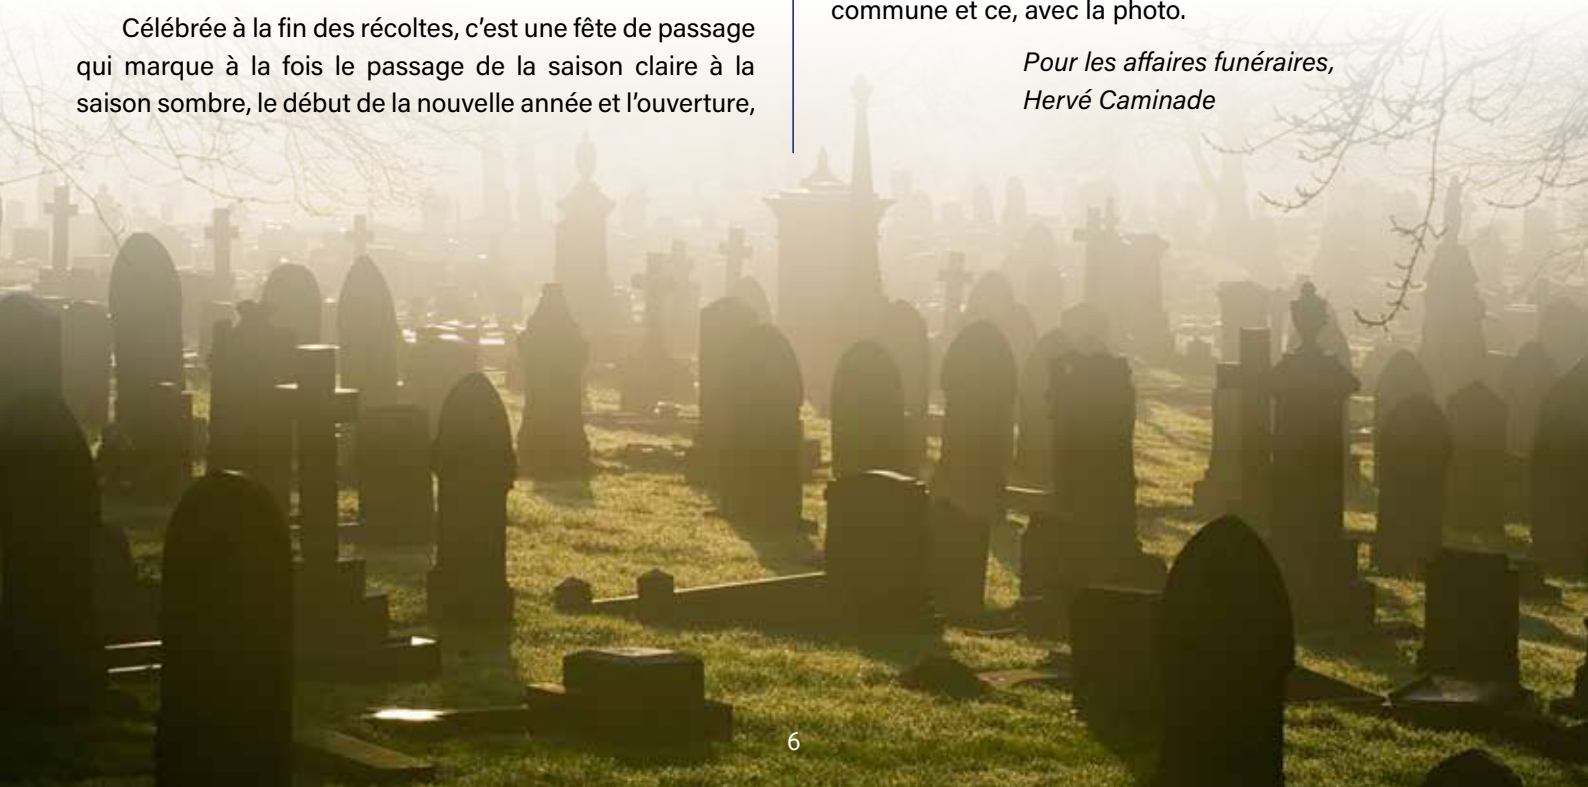 Célébrée à la fin des récoltes, c’est une fête de passage
qui marque à la fois le passage de la saison claire à la
saison sombre, le début de la nouvelle année et l’ouverture,
commune et ce, avec la photo.
Pour les affaires funéraires,
Hervé Caminade
6